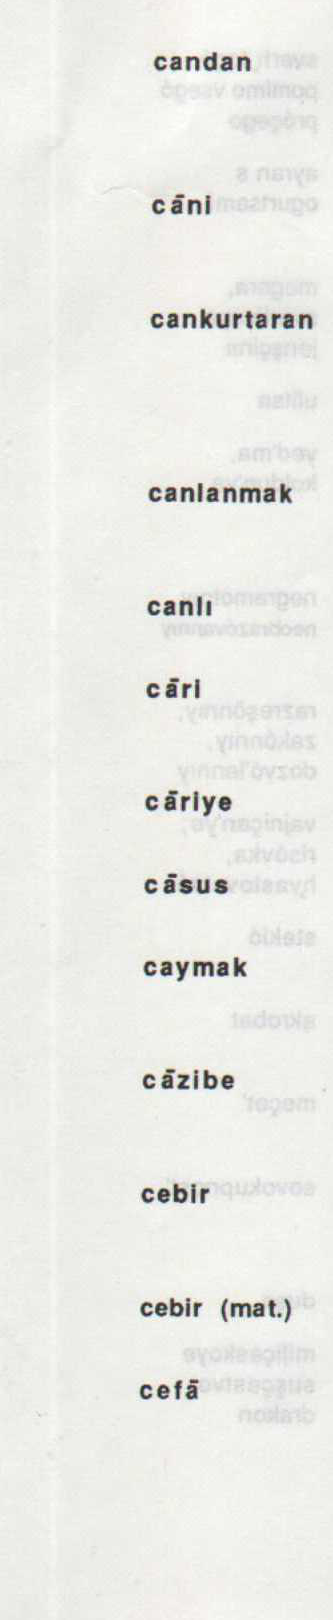 candan
cāni
cankurtaran
canlanmak
canlı
cāri
cāriye
cāsus
caymak
cāzibe
cebir
cebir (mat.)
cefā